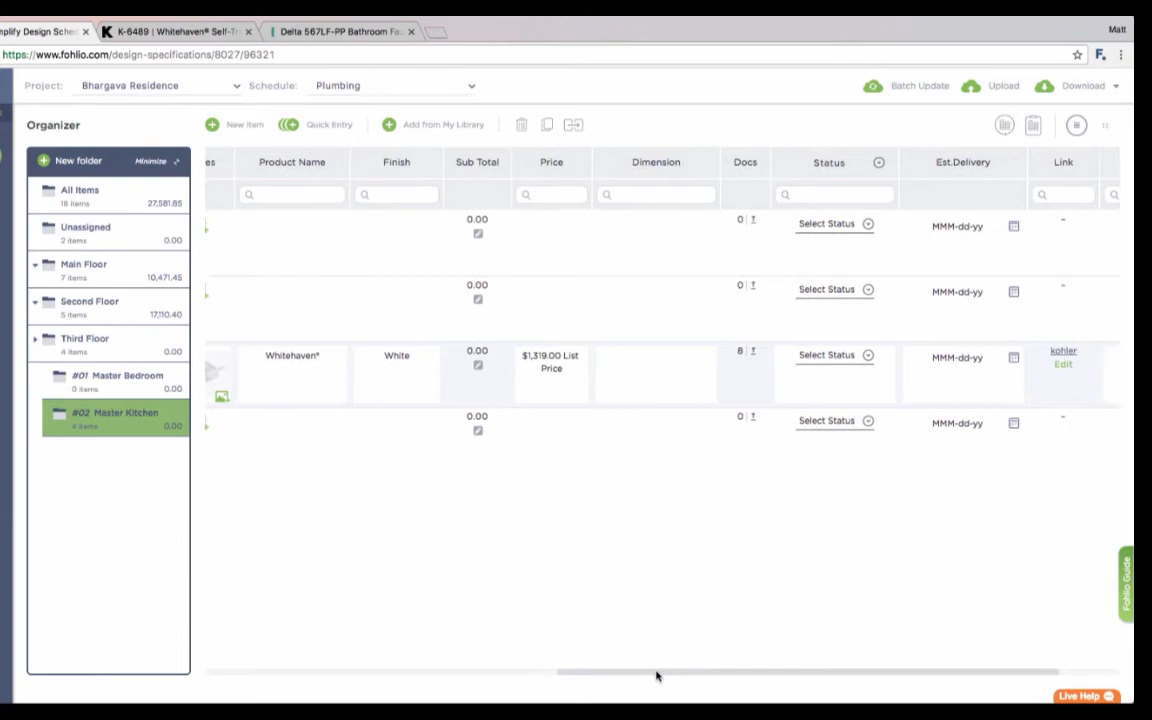 nplify Design Sched
K-6489 | Whitehaven® Self-Tr
Delta 567LF-PP Bathroom Fa
Matt
https://www.fohlio.com/design-specifications/8027/96321
F.
Project: Bhargava Residence Schedule: Plumbing Batch Update Upload Download
Organizer
New Item Quick Entry Add from My Library
New folder Minimize
es Product Name Finish Sub Total Price Dimension Docs Status Est.Delivery Link
All Items
18 items 27,581.85
Unassigned
2 items 0.00
Main Floor
7 items 10,471.45
Second Floor
5 items 17,110.40
Third Floor
4 items 0.00
#01 Master Bedroom
0 items 0.00
#02 Master Kitchen
4 items 0.00
0.00 0 Select Status MMM-dd-yy -
0.00 0 Select Status MMM-dd-yy -
Whitehaven® White 0.00 $1,319.00 List Price 8 Select Status MMM-dd-yy kohler
Edit
0.00 0 Select Status MMM-dd-yy -
Fohlio Guide
Live Help